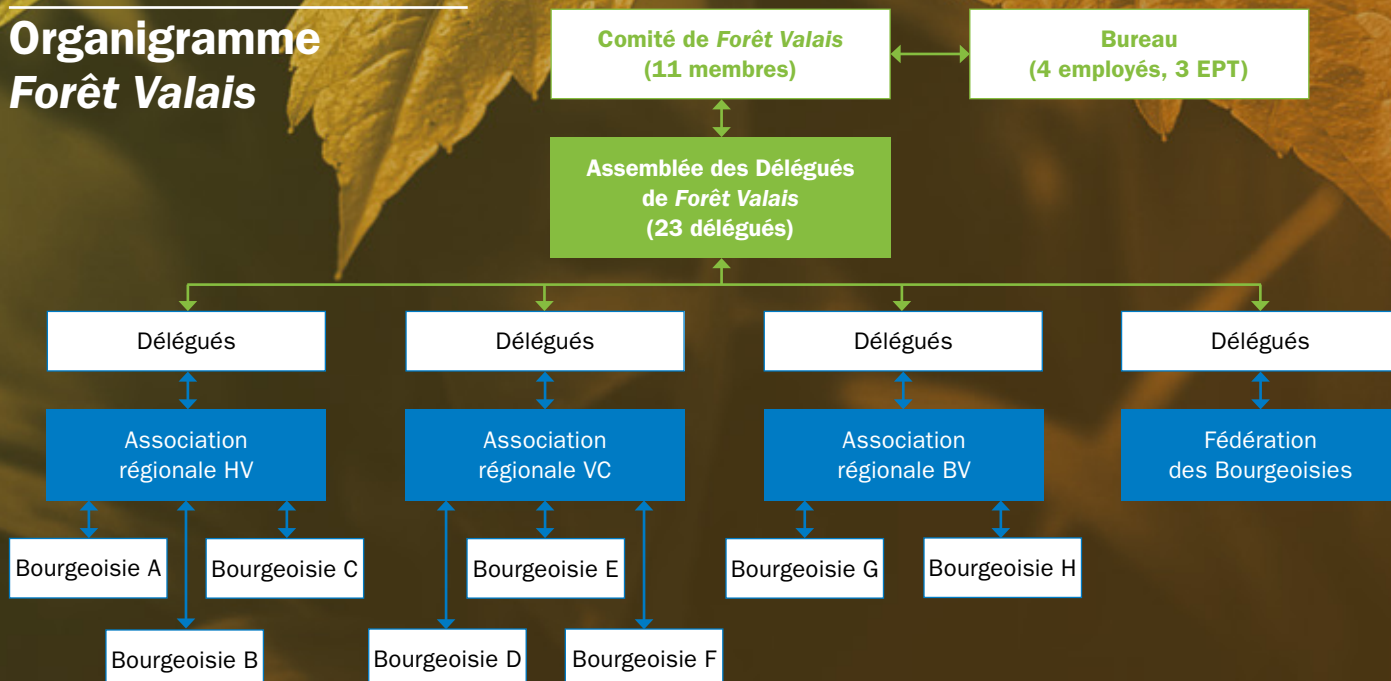 Organigramme
Forêt Valais
Comité de Forêt Valais
(11 membres)
Bureau
(4 employés, 3 EPT)
Assemblée des Délégués
de Forêt Valais
(23 délégués)
Délégués
Délégués
Délégués
Délégués
Association
régionale HV
Association
régionale VC
Association
régionale BV
Fédération
des Bourgeoisies
Bourgeoisie A
Bourgeoisie C
Bourgeoisie E
Bourgeoisie G
Bourgeoisie H
Bourgeoisie B
Bourgeoisie D
Bourgeoisie F